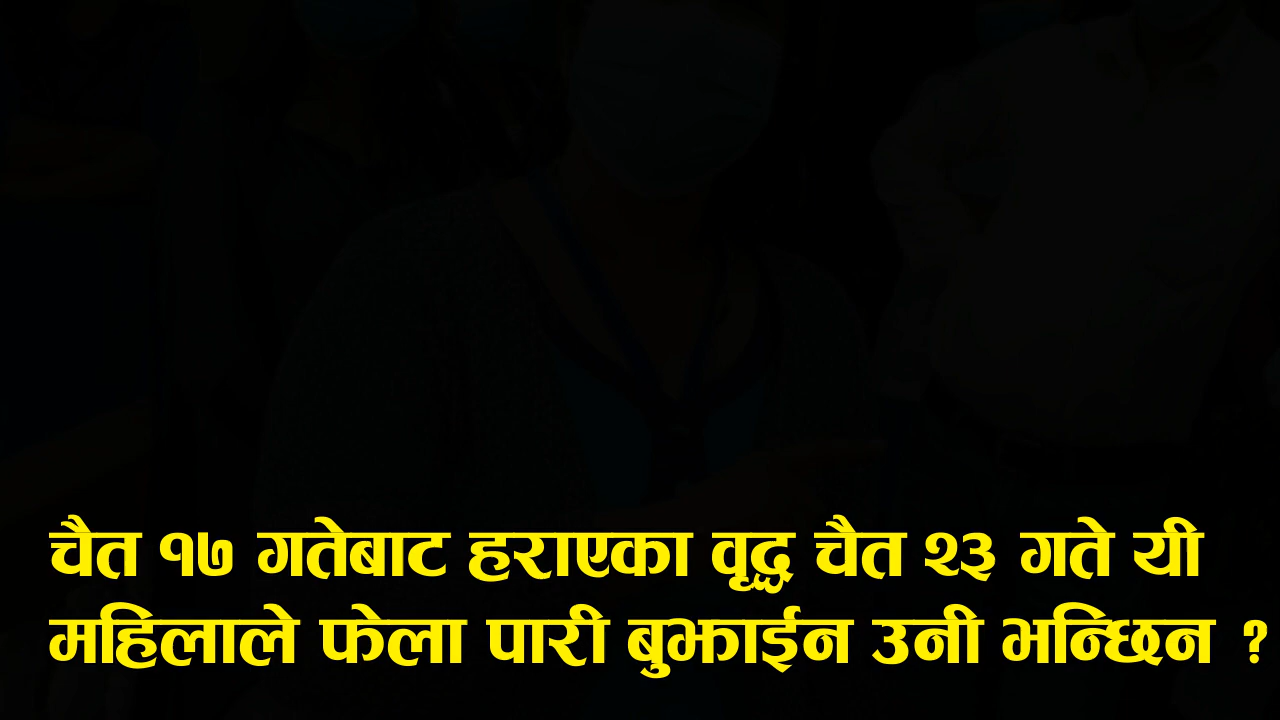 चैत १७ गतेबाट हराएका वृद्ध चैत २३ गते यी
महिलाले फेला पारी बुझाईन उनी भन्छिन ?